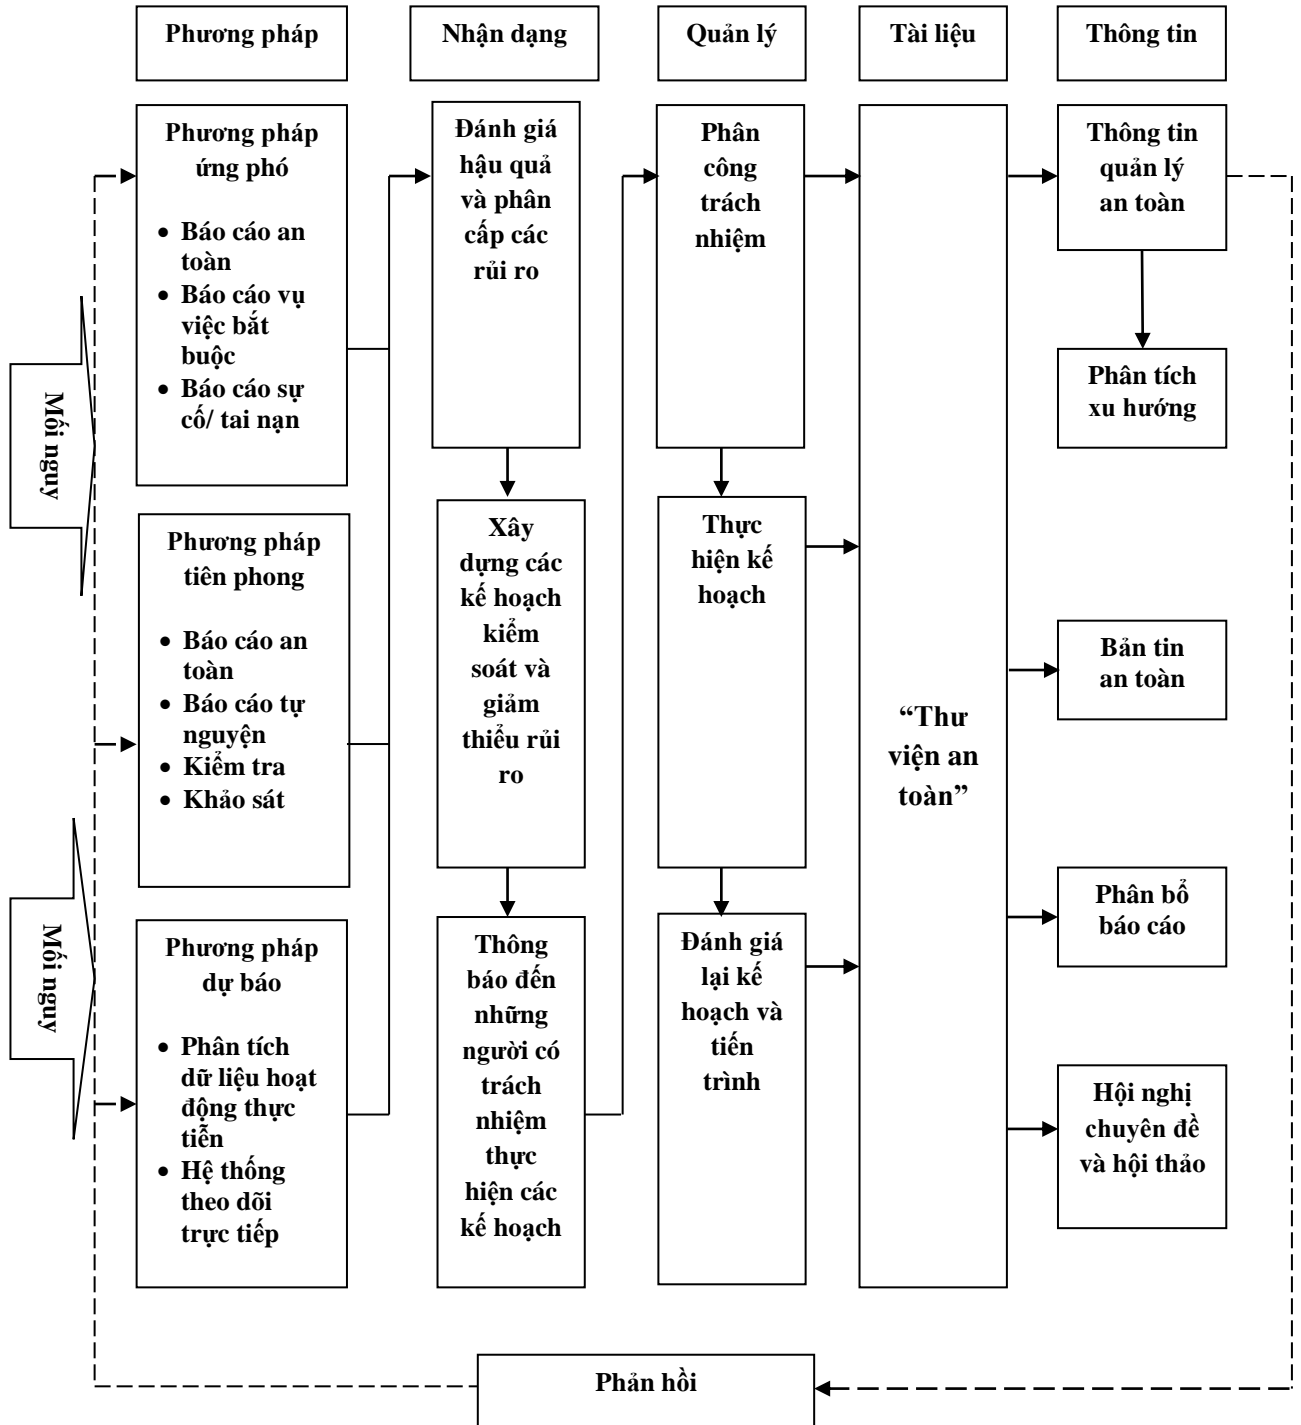 Phương pháp
Nhận dạng
Quản lý
Tài liệu
Thông tin
Mối nguy
Mối nguy
Phương pháp
ứng phó
• Báo cáo an
toàn
• Báo cáo vụ
việc bắt
buộc
• Báo cáo sự
cố/ tai nạn
Phương pháp
tiên phong
• Báo cáo an
toàn
• Báo cáo tự
nguyện
• Kiểm tra
• Khảo sát
Phương pháp
dự báo
• Phân tích
dữ liệu hoạt
động thực
tiễn
• Hệ thống
theo dõi
trực tiếp
Đánh giá
hậu quả
và phân
cấp các
rủi ro
Xây
dựng các
kế hoạch
kiểm
soát và
giảm
thiểu rủi
ro
Thông
báo đến
những
người có
trách
nhiệm
thực
hiện các
kế hoạch
Phân
công
trách
nhiệm
Thực
hiện kế
hoạch
Đánh giá
lại kế
hoạch và
tiến
trình
“Thư
viện an
toàn”
Thông tin
quản lý
an toàn
Phân tích
xu hướng
Bản tin
an toàn
Phân bổ
báo cáo
Hội nghị
chuyên đề
và hội thảo
Phản hồi